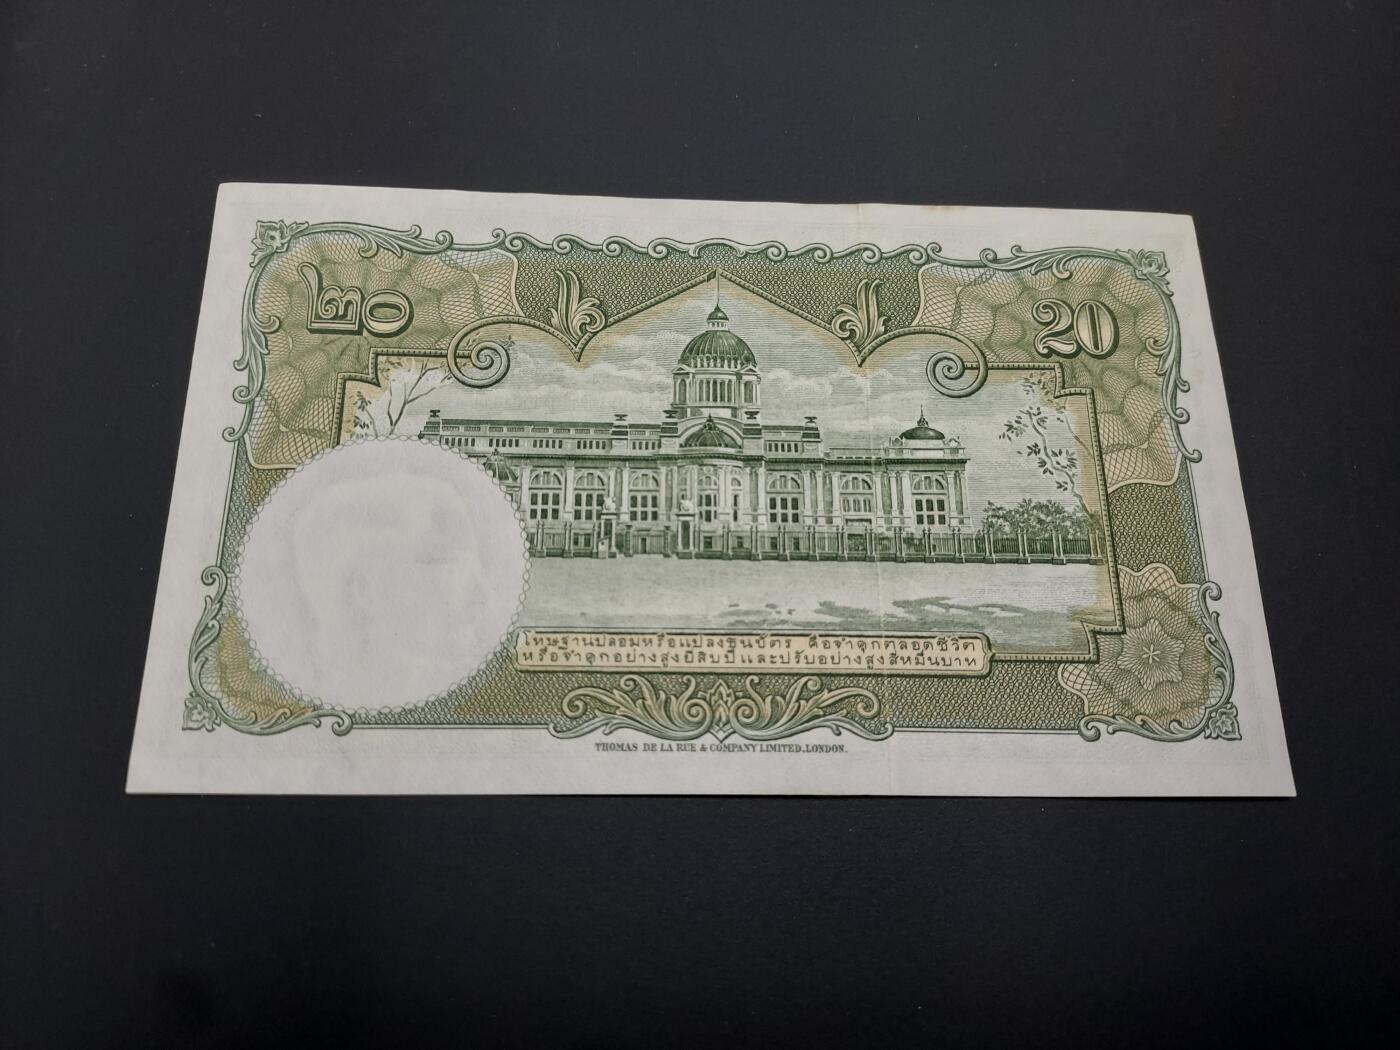 ๒๐
20
โทษฐานปลอมหรือแปลงธนบัตร คือจำคุกตลอดชีวิต
หรือจำคุกอย่างสูงยี่สิบปีและปรับอย่างสูงสี่หมื่นบาท
THOMAS DE LA RUE & COMPANY LIMITED, LONDON.